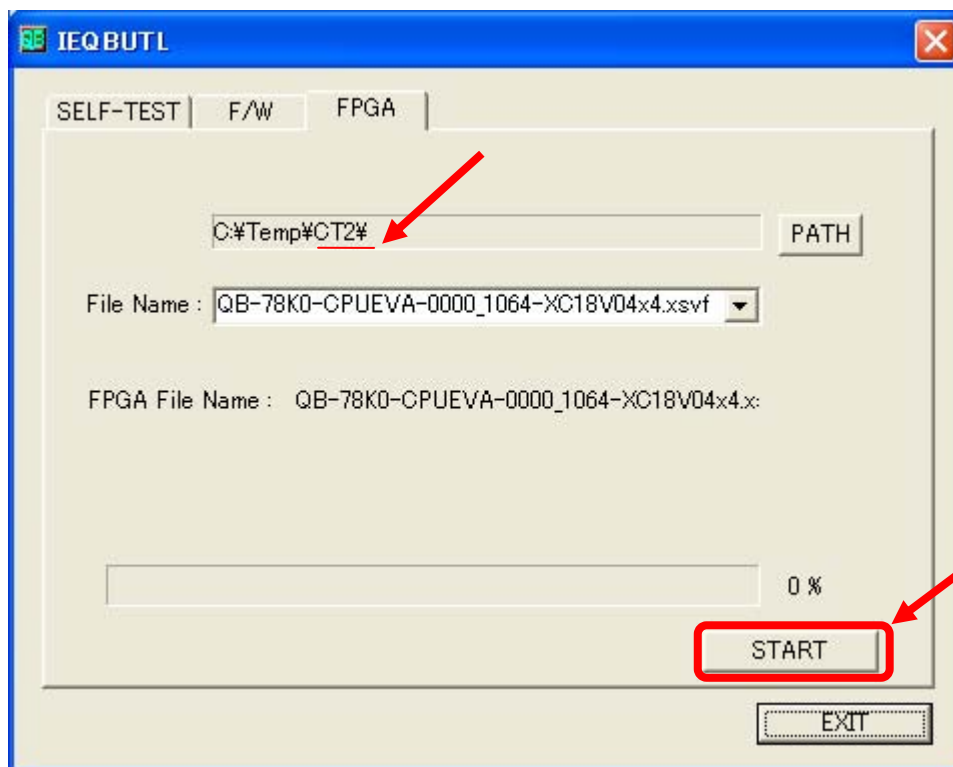 QB IEQBUTL
SELF-TEST F/W FPGA
C:¥Temp¥CT2¥ PATH
File Name : QB-78K0-CPUEVA-0000_1064-XC18V04x4.xsvf
FPGA File Name : QB-78K0-CPUEVA-0000_1064-XC18V04x4.x:
0 %
START
EXIT